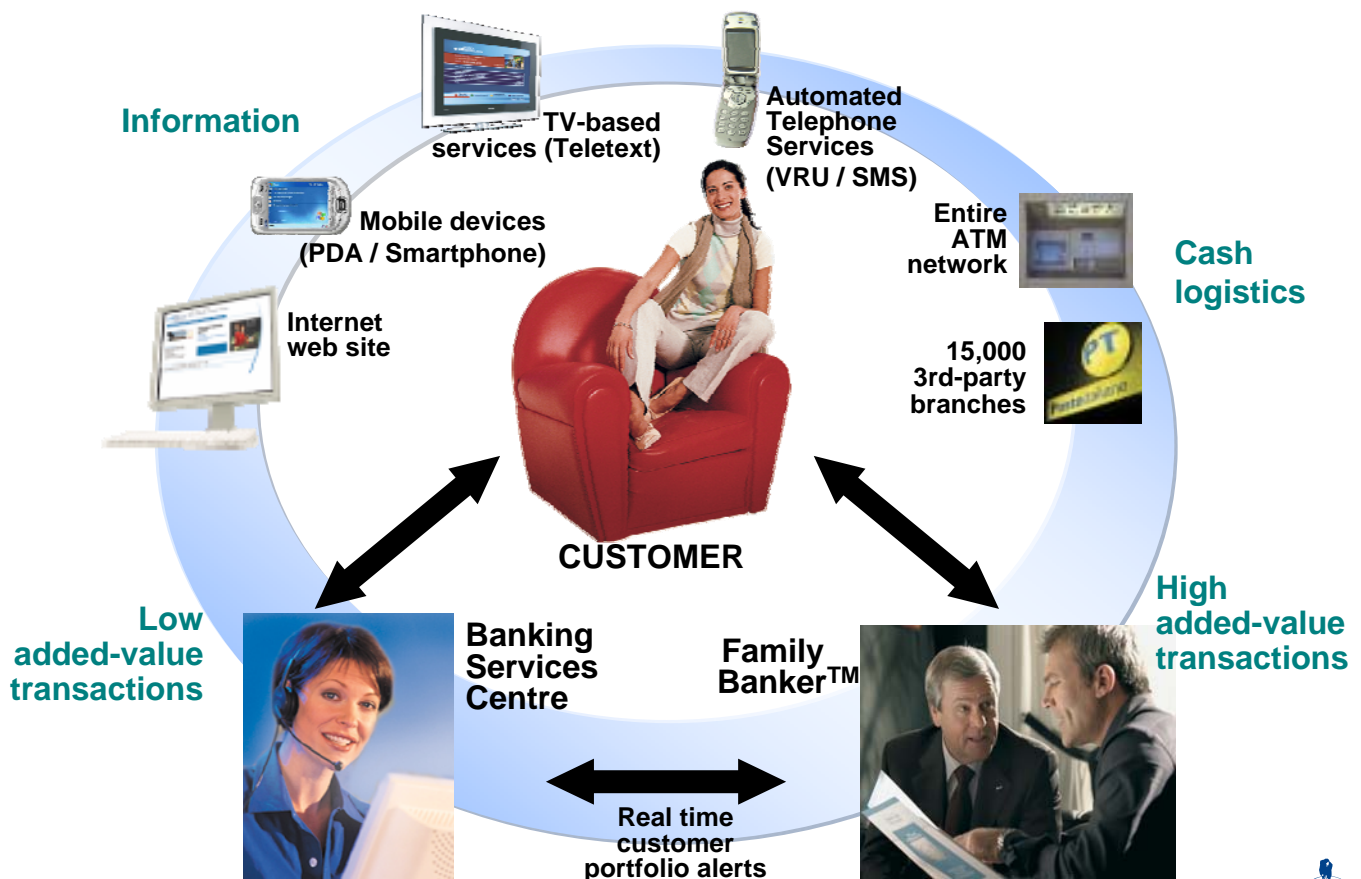 Information
TV-based
services (Teletext)
Automated
Telephone
Services
(VRU / SMS)
Mobile devices
(PDA / Smartphone)
Internet
web site
Entire
ATM
network
Cash
logistics
15,000
3rd-party
branches
PT
Posteitaliane
CUSTOMER
Low
added-value
transactions
Banking
Services
Centre
Family
Banker™
High
added-value
transactions
Real time
customer
portfolio alerts